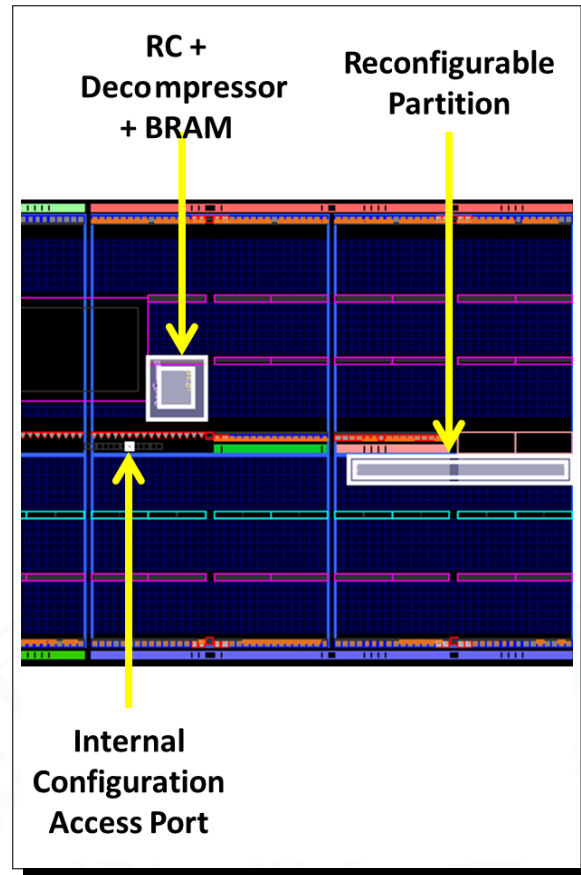 RC +
Decompressor
+ BRAM
Reconfigurable
Partition
Internal
Configuration
Access Port